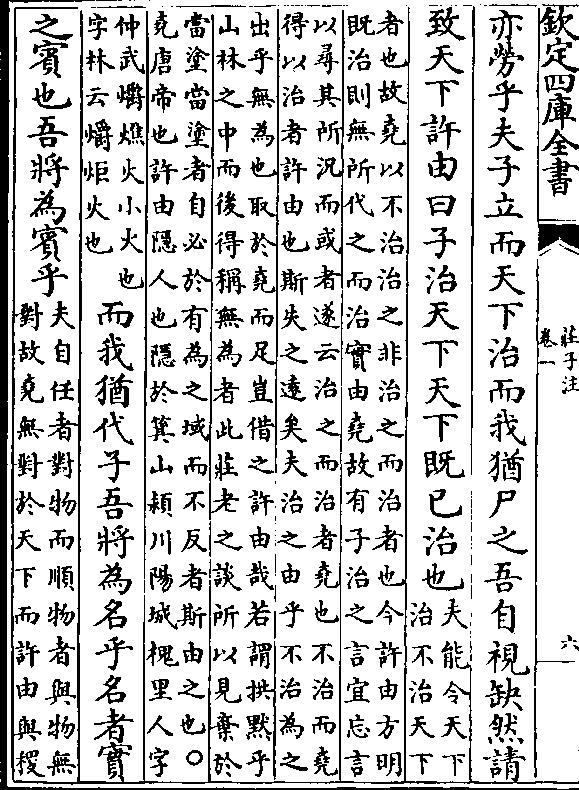 欽定四庫全書
莊子注
卷一
六
亦勞乎夫子立而天下治而我猶尸之吾自視缺然請
致天下許由曰子治天下天下既已治也
夫能令天下
治不治天下
者也故堯以不治治之非治之而治者也今許由方明
既治則無所代之而治實由堯故有子治之言宜忘言
以尋其所況而或者遂云治之而治者堯也不治而堯
得以治者許由也斯失之遠矣夫治之由乎不治為之
出乎無為也取於堯而足豈借之許由哉若謂拱默乎
山林之中而後得稱無為者此莊老之談所以見棄於
當塗當塗者自必於有為之域而不反者斯由之也○
堯唐帝也許由隱人也隱於箕山潁川陽城槐里人字
仲武爝燋火小火也
字林云爝炬火也
而我猶代子吾將為名乎名者實
之賓也吾將為賓乎
夫自任者對物而順物者與物無
對故堯無對於天下而許由與稷